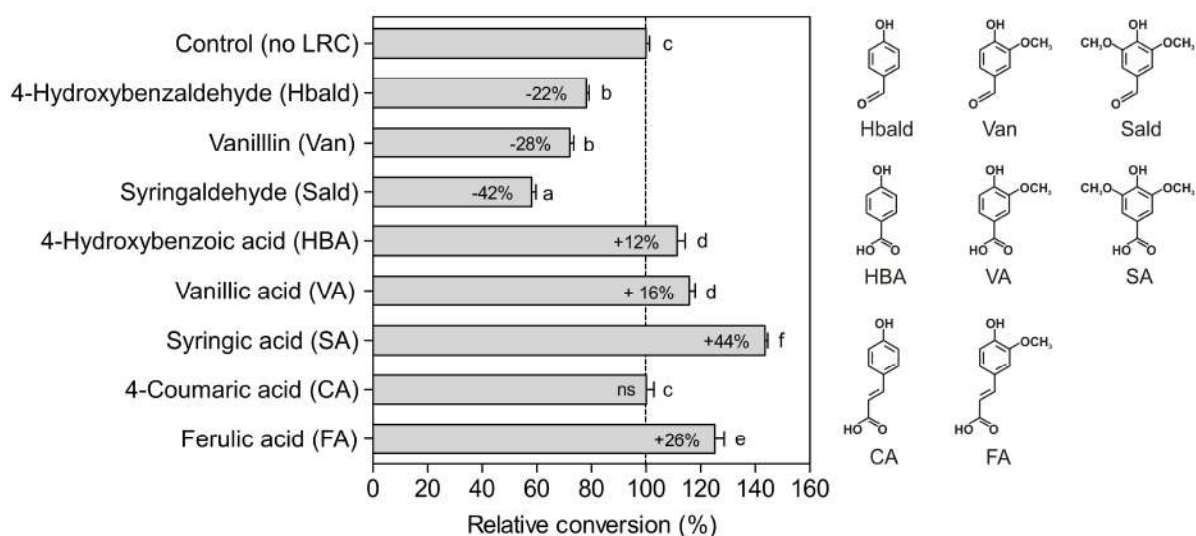 Control (no LRC)
c
4-Hydroxybenzaldehyde (Hbald)
-22%
b
Vanilllin (Van)
-28%
b
Syringaldehyde (Sald)
-42%
a
4-Hydroxybenzoic acid (HBA)
+12%
d
Vanillic acid (VA)
+ 16%
d
Syringic acid (SA)
+44%
f
4-Coumaric acid (CA)
ns
c
Ferulic acid (FA)
+26%
e
0 20 40 60 80 100 120 140 160
Relative conversion (%)
OH
O
Hbald
OH
OCH₃
O
Van
OH
OCH₃
OCH₃
O
Sald
OH
HO
O
HBA
OH
OCH₃
HO
O
VA
OH
OCH₃
OCH₃
HO
O
SA
OH
HO
O
CA
OH
OCH₃
HO
O
FA